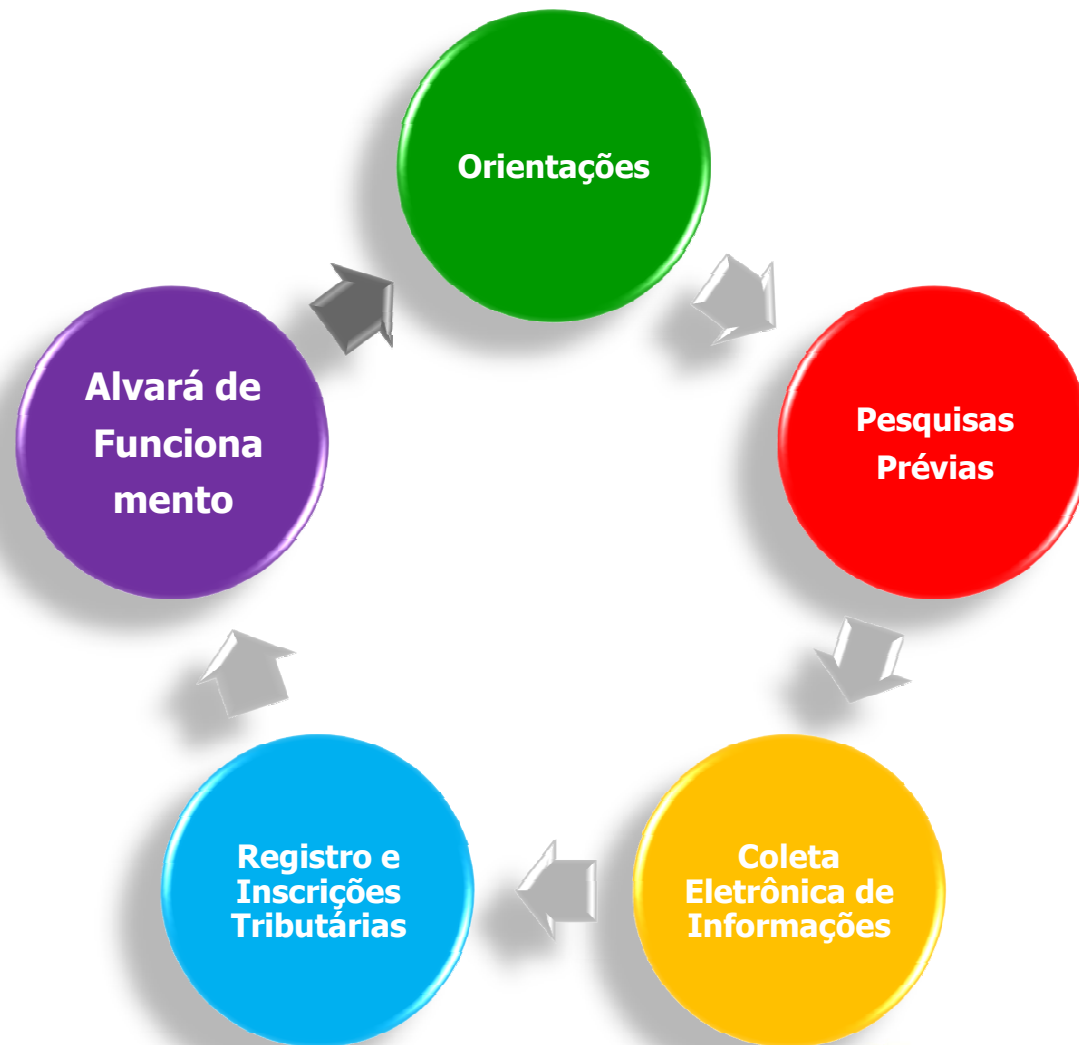 Orientações
Pesquisas
Prévias
Coleta
Eletrônica de
Informações
Registro e
Inscrições
Tributárias
Alvará de
Funciona
mento